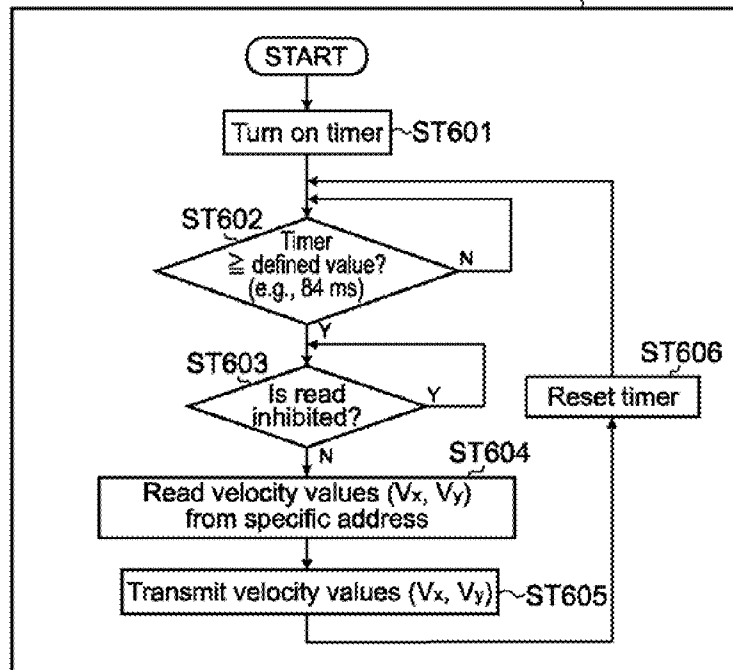 START
Turn on timer
ST601
ST602
Timer
≧ defined value?
(e.g., 84 ms)
N
Y
ST603
Is read
inhibited?
Y
N
ST606
Reset timer
ST604
Read velocity values (Vx, Vy)
from specific address
Transmit velocity values (Vx, Vy)
ST605